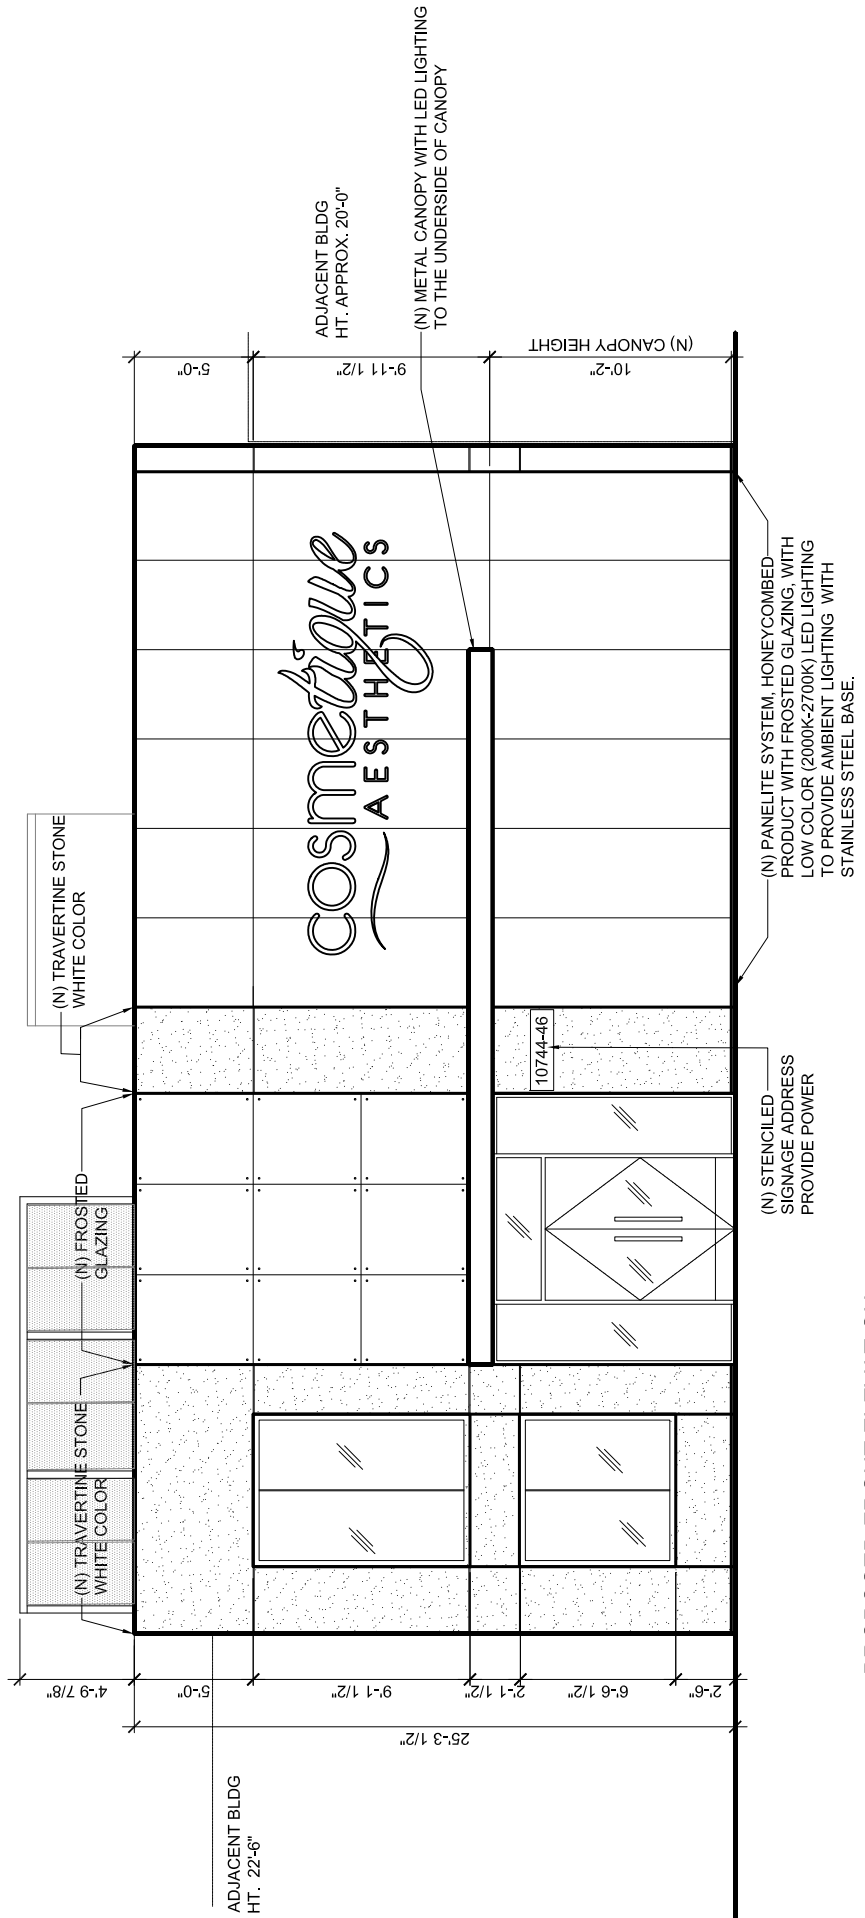 (N) TRAVERTINE STONE
WHITE COLOR
(N) FROSTED
GLAZING
(N) TRAVERTINE STONE
WHITE COLOR
ADJACENT BLDG
HT. 22'-6"
ADJACENT BLDG
HT. APPROX. 20'-0"
(N) METAL CANOPY WITH LED LIGHTING
TO THE UNDERSIDE OF CANOPY
4'-9 7/8"
5'-0"
9'-1 1/2"
2'-1 1/2"
6'-6 1/2"
2'-6"
25'-3 1/2"
cosmetique
AESTHETICS
10744-46
5'-0"
9'-11 1/2"
10'-2"
(N) CANOPY HEIGHT
(N) STENCILED
SIGNAGE ADDRESS
PROVIDE POWER
(N) PANELITE SYSTEM, HONEYCOMBED
PRODUCT WITH FROSTED GLAZING, WITH
LOW COLOR (2000K-2700K) LED LIGHTING
TO PROVIDE AMBIENT LIGHTING WITH
STAINLESS STEEL BASE.